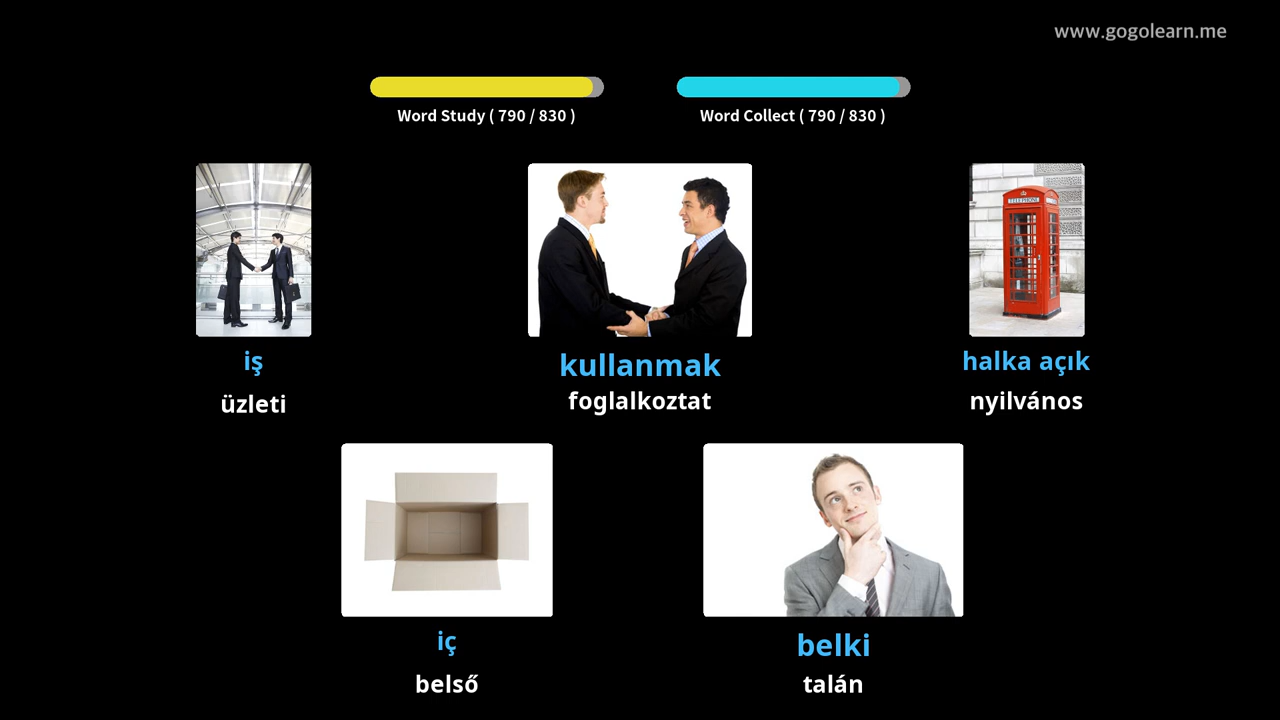 www.gogolearn.me
Word Study ( 790 / 830 )
Word Collect ( 790 / 830 )
TELEPHONE
iş
kullanmak
halka açık
üzleti
foglalkoztat
nyilvános
iç
belki
belső
talán